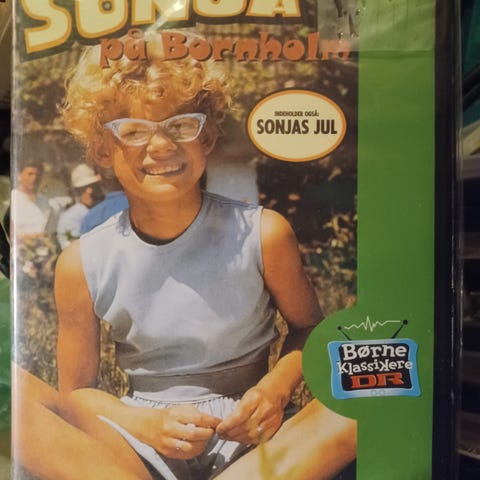 SONJA
på Bornholm
INDEHOLDER OGSÅ:
SONJAS JUL
Børne
Klassikere
DR